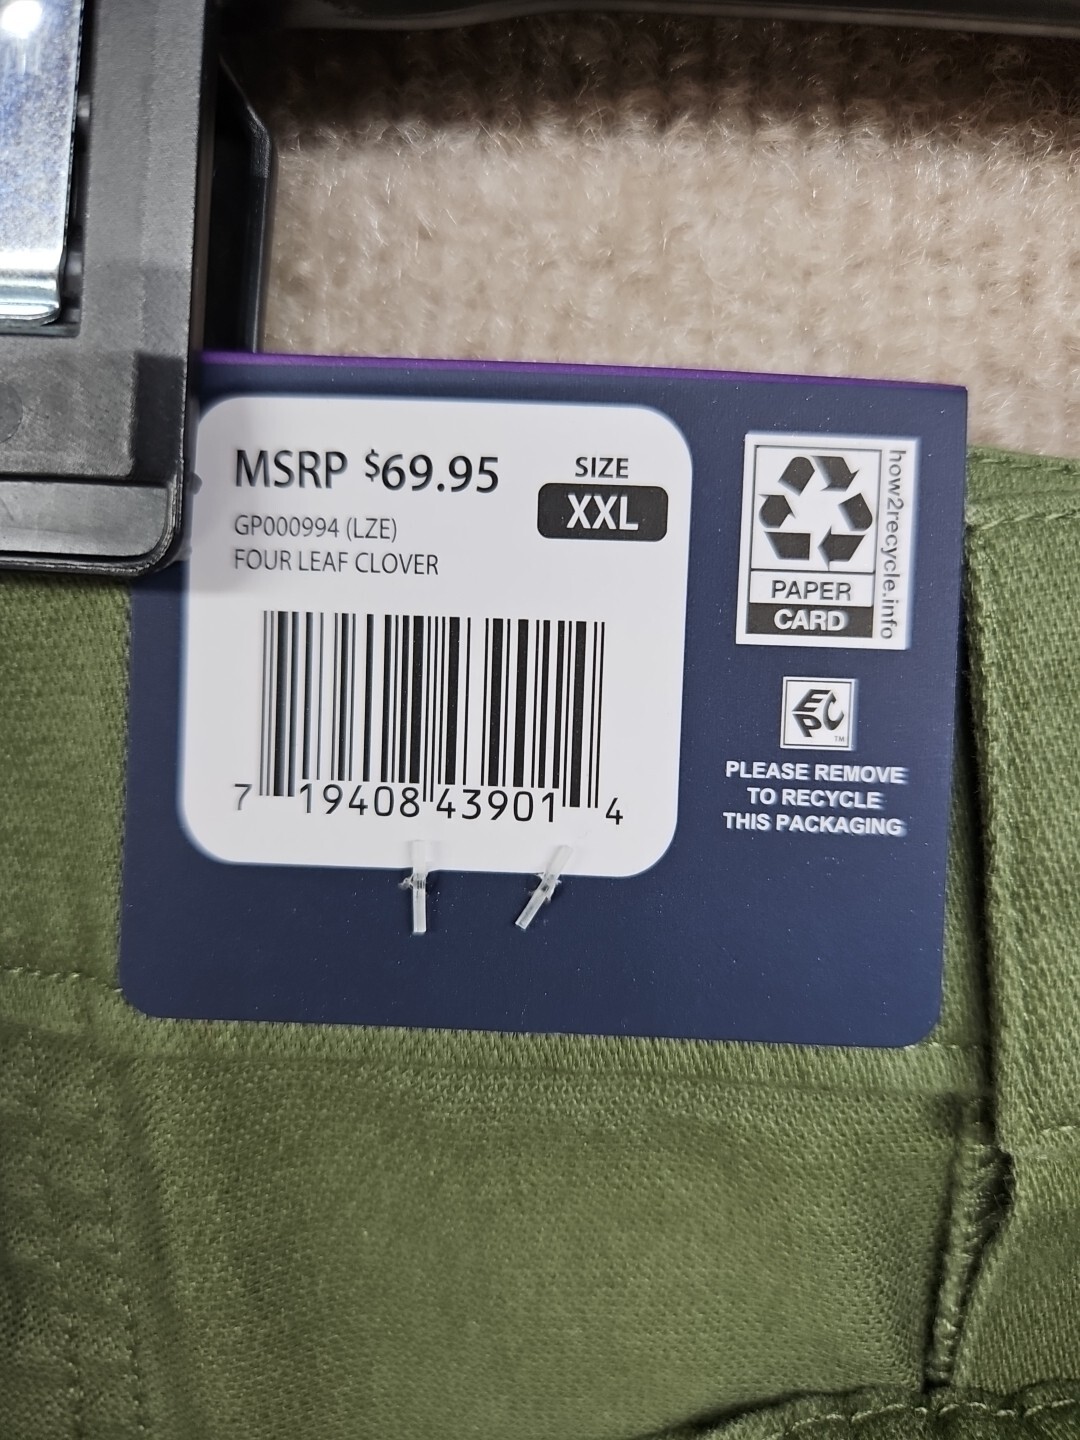 MSRP $69.95
SIZE
XXL
GP000994 (LZE)
FOUR LEAF CLOVER
7 19408 43901 4
how2recycle.info
PAPER
CARD
EPC™
PLEASE REMOVE
TO RECYCLE
THIS PACKAGING